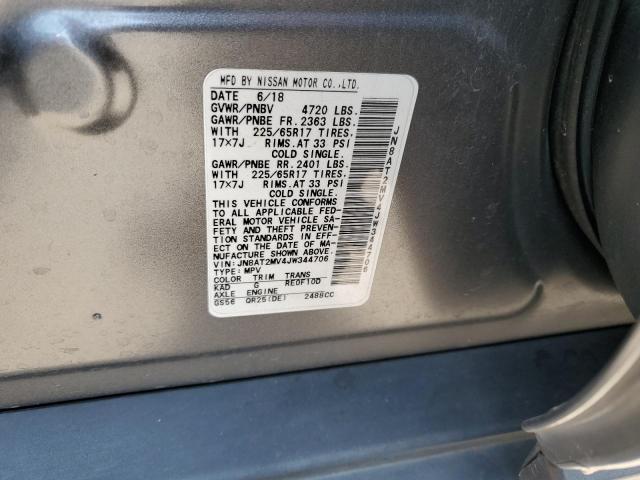 MFD BY NISSAN MOTOR CO.,LTD.
DATE 6/18
GVWR/PNBV 4720 LBS.
GAWR/PNBE FR. 2363 LBS.
WITH 225/65R17 TIRES.
17×7J RIMS.AT 33 PSI
COLD SINGLE.
GAWR/PNBE RR. 2401 LBS.
WITH 225/65R17 TIRES.
17×7J RIMS.AT 33 PSI
COLD SINGLE.
THIS VEHICLE CONFORMS
TO ALL APPLICABLE FED-
ERAL MOTOR VEHICLE SA-
FETY AND THEFT PREVEN-
TION STANDARDS IN EFF-
ECT ON THE DATE OF MA-
NUFACTURE SHOWN ABOVE.
VIN: JN8AT2MV4JW344706
TYPE: MPV
COLOR TRIM TRANS
KAD G RE0F10D
AXLE ENGINE
GS56 QR25(DE) 2488CC
JN8AT2MV4JW344706